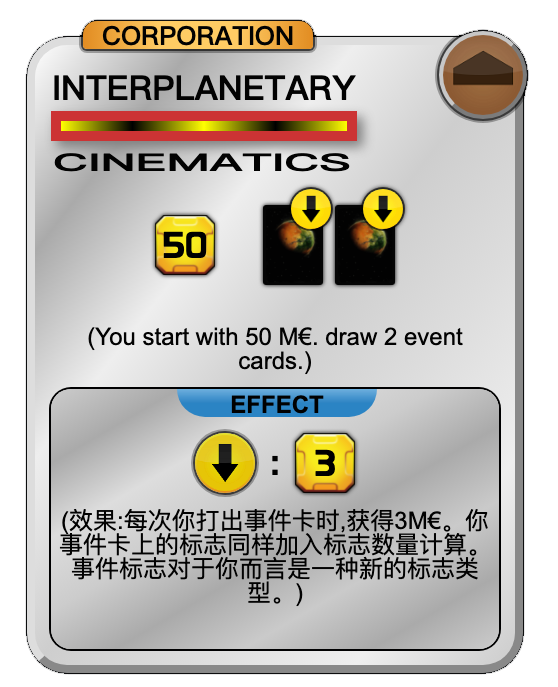 CORPORATION
INTERPLANETARY
CINEMATICS
50
(You start with 50 M€. draw 2 event
cards.)
EFFECT
: 3
(效果:每次你打出事件卡时,获得3M€。你
事件卡上的标志同样加入标志数量计算。
事件标志对于你而言是一种新的标志类
型。)